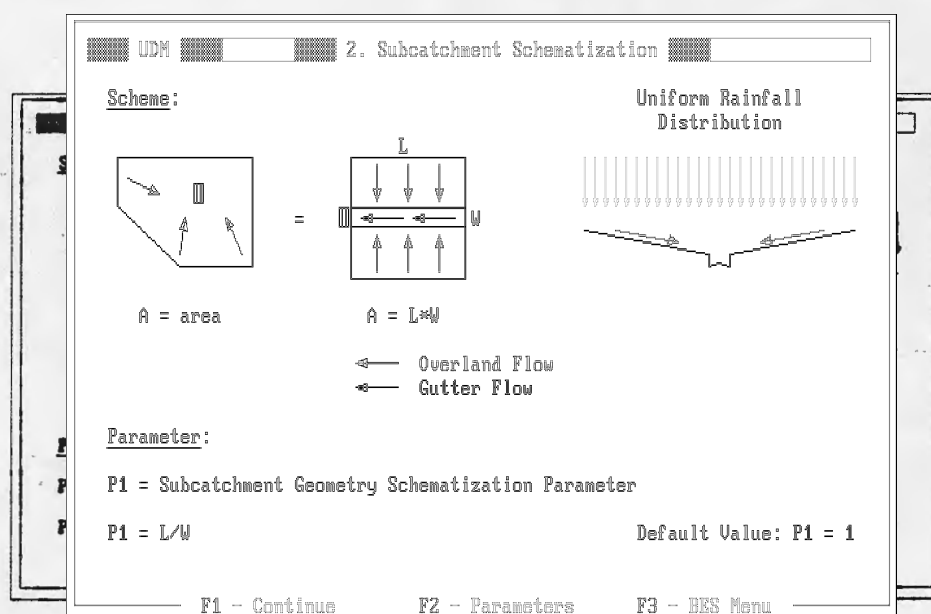 UDM 2. Subcatchment Schematization
Scheme:
Uniform Rainfall
Distribution
L
= W
A = area A = L*W
Overland Flow
Gutter Flow
Parameter:
P1 = Subcatchment Geometry Schematization Parameter
P1 = L/W Default Value: P1 = 1
F1 - Continue F2 - Parameters F3 - BES Menu